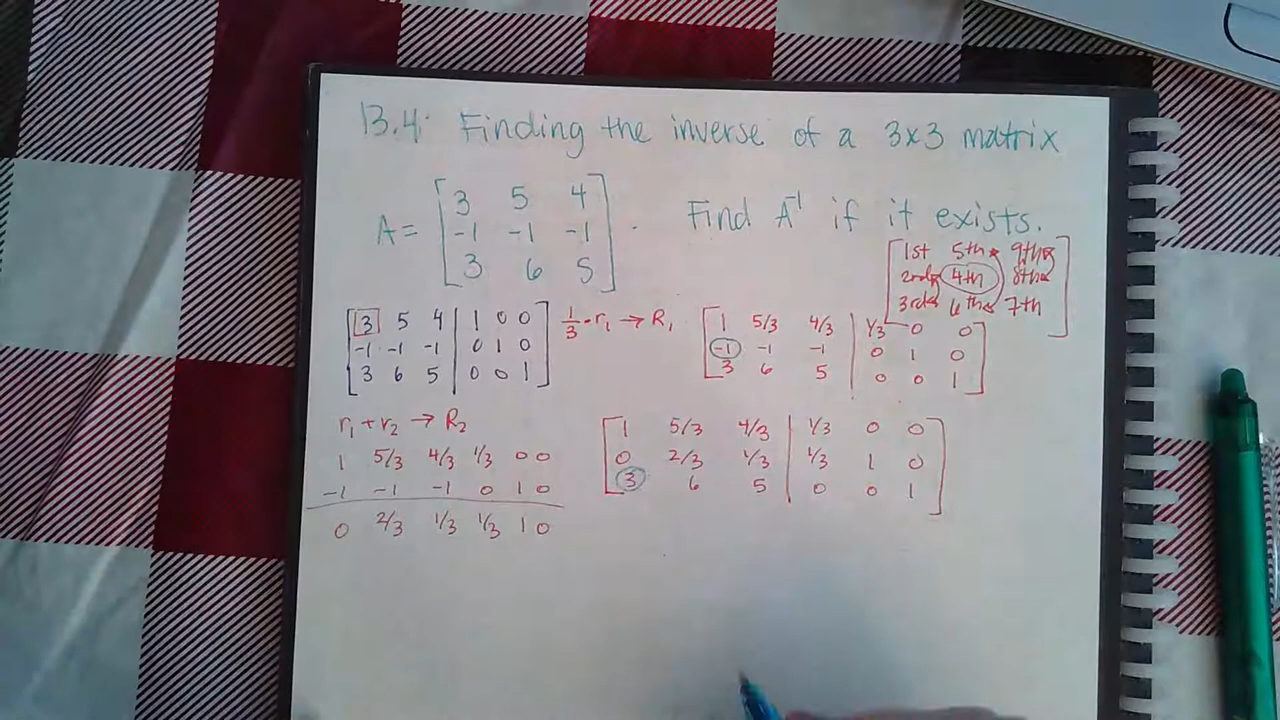 13.4: Finding the inverse of a 3x3 matrix
A = [3 5 4
-1 -1 -1
3 6 5].
Find A⁻¹ if it exists.
[1st 5th 9th
2nd 4th 8th
3rd 6th 7th]
[3 5 4 | 1 0 0
-1 -1 -1 | 0 1 0
3 6 5 | 0 0 1]
1/3 · r₁ → R₁
[1 5/3 4/3 | 1/3 0 0
-1 -1 -1 | 0 1 0
3 6 5 | 0 0 1]
r₁ + r₂ → R₂
1 5/3 4/3 1/3 0 0
-1 -1 -1 0 1 0
0 2/3 1/3 1/3 1 0
[1 5/3 4/3 | 1/3 0 0
0 2/3 1/3 | 1/3 1 0
3 6 5 | 0 0 1]